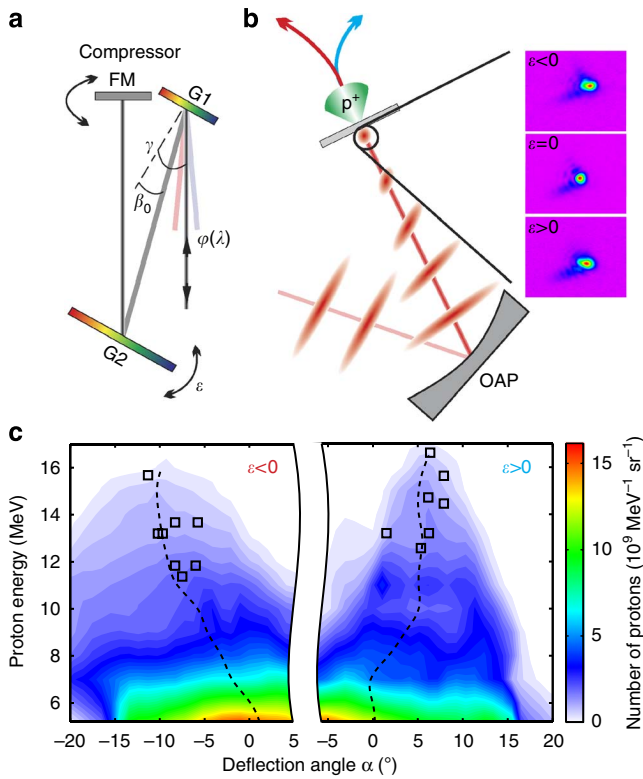 a
Compressor
FM
G1
γ
β0
φ(λ)
G2
ε
b
p+
OAP
ε<0
ε=0
ε>0
c
ε<0
ε>0
Proton energy (MeV)
16
14
12
10
8
6
−20 −15 −10 −5 0 5
−5 0 5 10 15 20
Deflection angle α (°)
15
10
5
0
Number of protons (10⁹ MeV⁻¹ sr⁻¹)